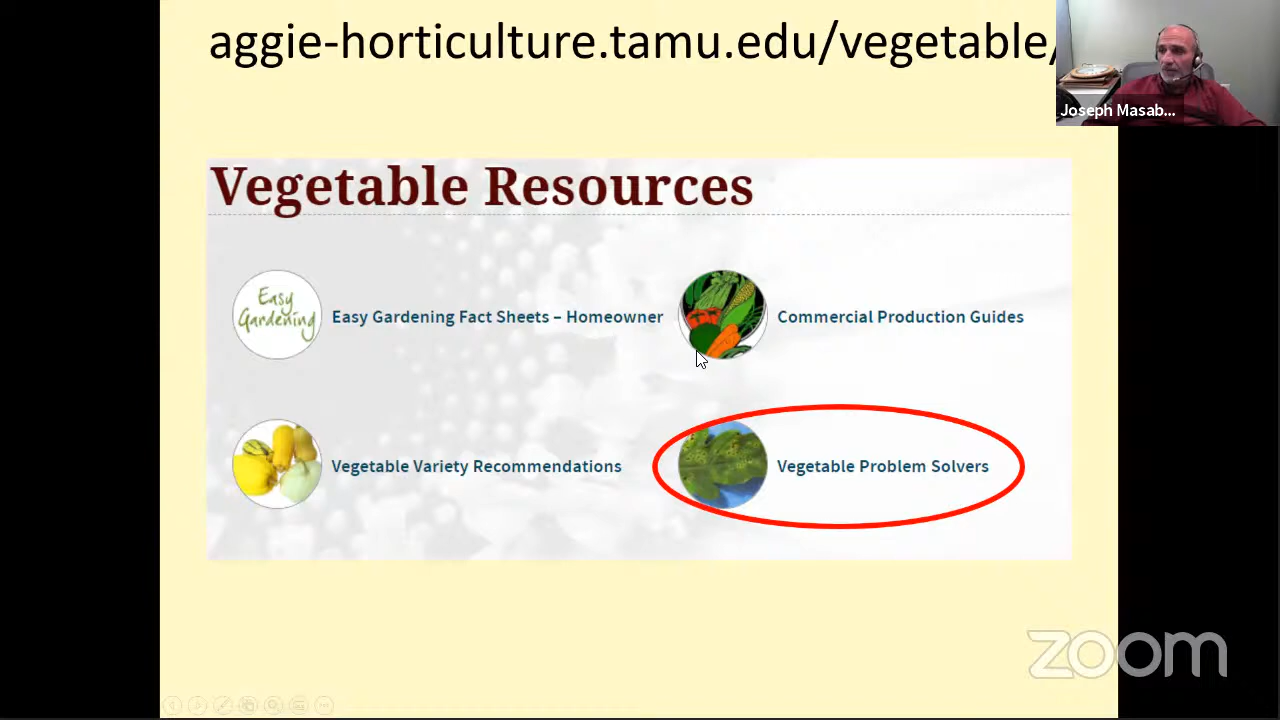 aggie-horticulture.tamu.edu/vegetable/
Joseph Masab...
Vegetable Resources
Easy
Gardening
Easy Gardening Fact Sheets – Homeowner
Commercial Production Guides
Vegetable Variety Recommendations
Vegetable Problem Solvers
zoom